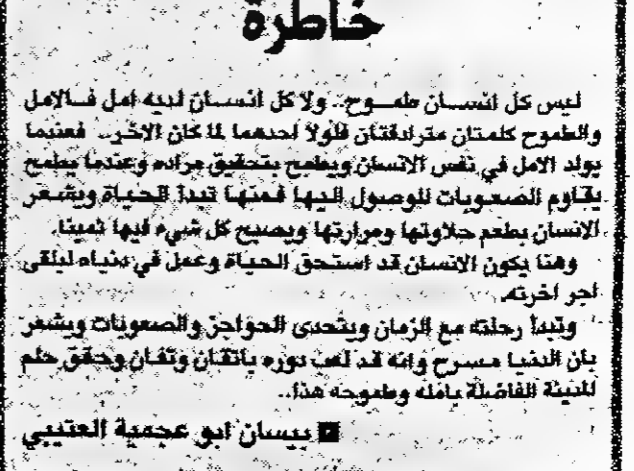 خاطرة
ليس كل انسان طموح.. ولا كل انسان لديه امل فالامل
والطموح كلمتان مترادفتان فلولا احدهما لما كان الاخر.. فعندما
يولد الامل في نفس الانسان ويطمح بتحقيق مراده وعندما يطمح
يقاوم الصعوبات للوصول اليها فمنها تبدا الحياة ويشعر
الانسان بطعم حلاوتها ومرارتها ويصبح كل شيء فيها ثمينا.
وهنا يكون الانسان قد استحق الحياة وعمل في دنياه ليلقى
اجر اخرته.
وتبدأ رحلته مع الزمان ويتحدى الحواجز والصعوبات ويشعر
بان الدنيا مسرح وانه قد لعب دوره باتقان وتفان وحقق حلم
المدينة الفاضلة بامله وطموحه هذا..
بيسان ابو عجمية العتيبي